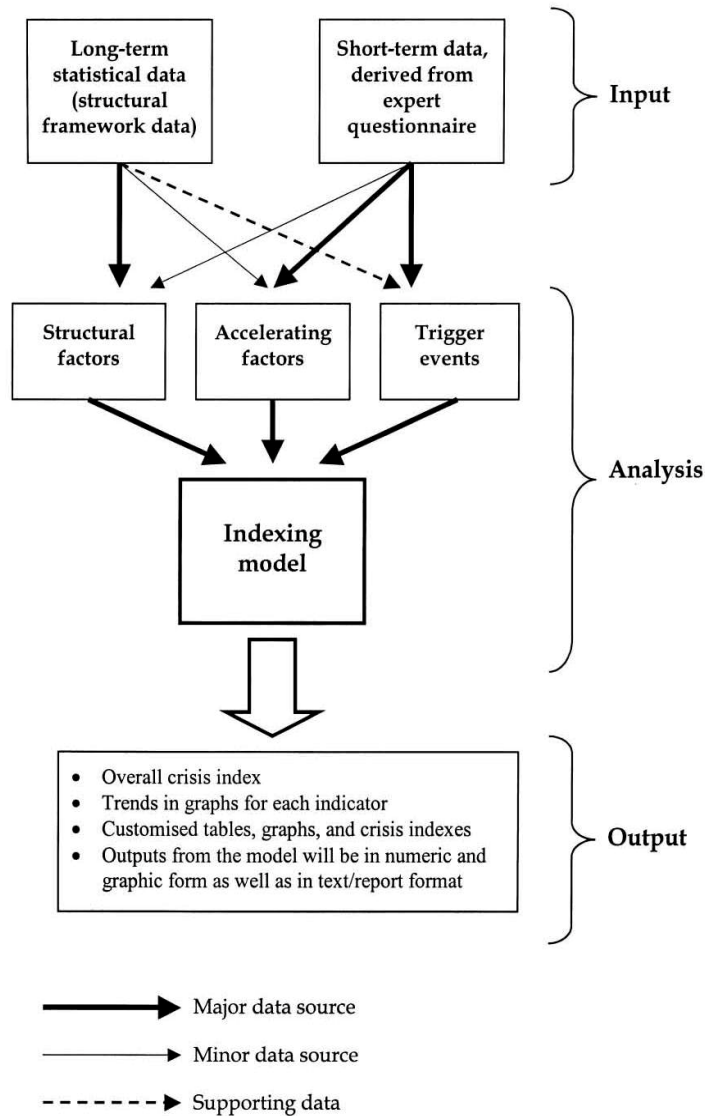 Long-term
statistical data
(structural
framework data)
Short-term data,
derived from
expert
questionnaire
Input
Structural
factors
Accelerating
factors
Trigger
events
Indexing
model
Analysis
• Overall crisis index
• Trends in graphs for each indicator
• Customised tables, graphs, and crisis indexes
• Outputs from the model will be in numeric and
graphic form as well as in text/report format
Output
Major data source
Minor data source
Supporting data